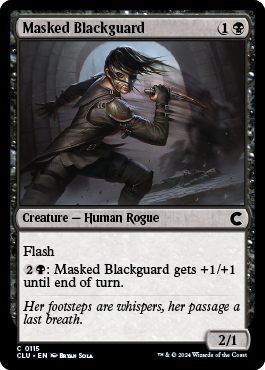 Masked Blackguard 1
Creature — Human Rogue
Flash
2: Masked Blackguard gets +1/+1
until end of turn.
Her footsteps are whispers, her passage a
last breath.
2/1
C 0115
CLU • EN Bryan Sola
™ & © 2024 Wizards of the Coast